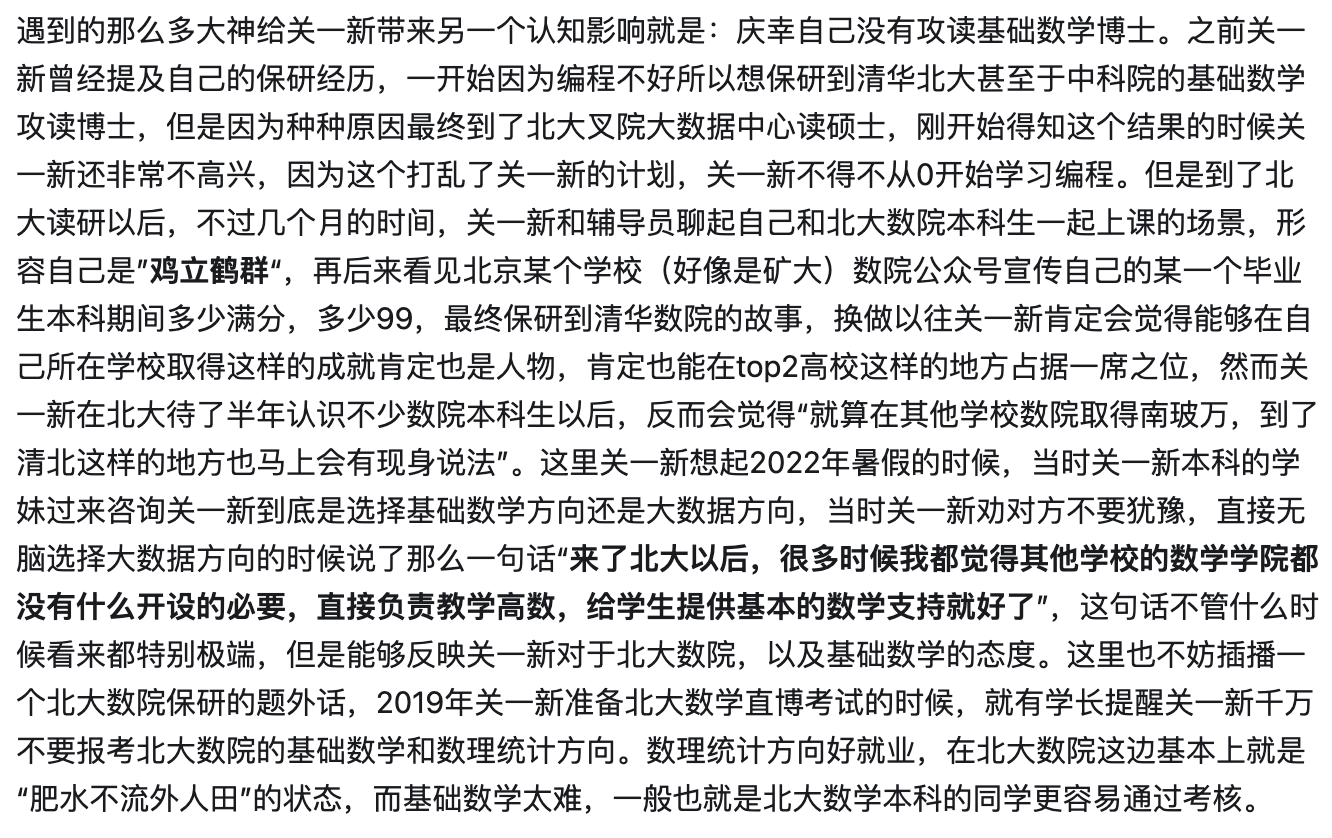 遇到的那么多大神给关一新带来另一个认知影响就是：庆幸自己没有攻读基础数学博士。之前关一
新曾经提及自己的保研经历，一开始因为编程不好所以想保研到清华北大甚至于中科院的基础数学
攻读博士，但是因为种种原因最终到了北大叉院大数据中心读硕士，刚开始得知这个结果的时候关
一新还非常不高兴，因为这个打乱了关一新的计划，关一新不得不从0开始学习编程。但是到了北
大读研以后，不过几个月的时间，关一新和辅导员聊起自己和北大数院本科生一起上课的场景，形
容自己是”鸡立鹤群“，再后来看见北京某个学校（好像是矿大）数院公众号宣传自己的某一个毕业
生本科期间多少满分，多少99，最终保研到清华数院的故事，换做以往关一新肯定会觉得能够在自
己所在学校取得这样的成就肯定也是人物，肯定也能在top2高校这样的地方占据一席之位，然而关
一新在北大待了半年认识不少数院本科生以后，反而会觉得“就算在其他学校数院取得南玻万，到了
清北这样的地方也马上会有现身说法”。这里关一新想起2022年暑假的时候，当时关一新本科的学
妹过来咨询关一新到底是选择基础数学方向还是大数据方向，当时关一新劝对方不要犹豫，直接无
脑选择大数据方向的时候说了那么一句话“来了北大以后，很多时候我都觉得其他学校的数学学院都
没有什么开设的必要，直接负责教学高数，给学生提供基本的数学支持就好了”，这句话不管什么时
候看来都特别极端，但是能够反映关一新对于北大数院，以及基础数学的态度。这里也不妨插播一
个北大数院保研的题外话，2019年关一新准备北大数学直博考试的时候，就有学长提醒关一新千万
不要报考北大数院的基础数学和数理统计方向。数理统计方向好就业，在北大数院这边基本上就是
“肥水不流外人田”的状态，而基础数学太难，一般也就是北大数学本科的同学更容易通过考核。